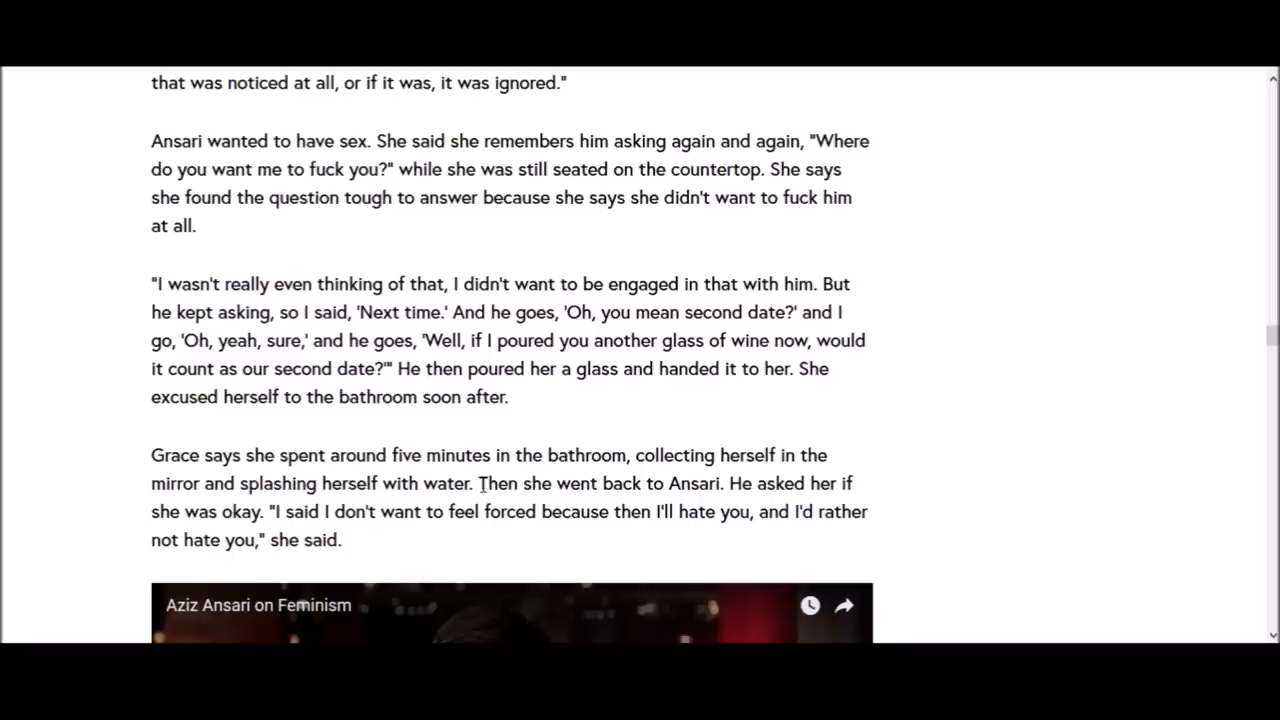 that was noticed at all, or if it was, it was ignored."
Ansari wanted to have sex. She said she remembers him asking again and again, "Where
do you want me to fuck you?" while she was still seated on the countertop. She says
she found the question tough to answer because she says she didn't want to fuck him
at all.
"I wasn't really even thinking of that, I didn't want to be engaged in that with him. But
he kept asking, so I said, 'Next time.' And he goes, 'Oh, you mean second date?' and I
go, 'Oh, yeah, sure,' and he goes, 'Well, if I poured you another glass of wine now, would
it count as our second date?'" He then poured her a glass and handed it to her. She
excused herself to the bathroom soon after.
Grace says she spent around five minutes in the bathroom, collecting herself in the
mirror and splashing herself with water. Then she went back to Ansari. He asked her if
she was okay. "I said I don't want to feel forced because then I'll hate you, and I'd rather
not hate you," she said.
Aziz Ansari on Feminism